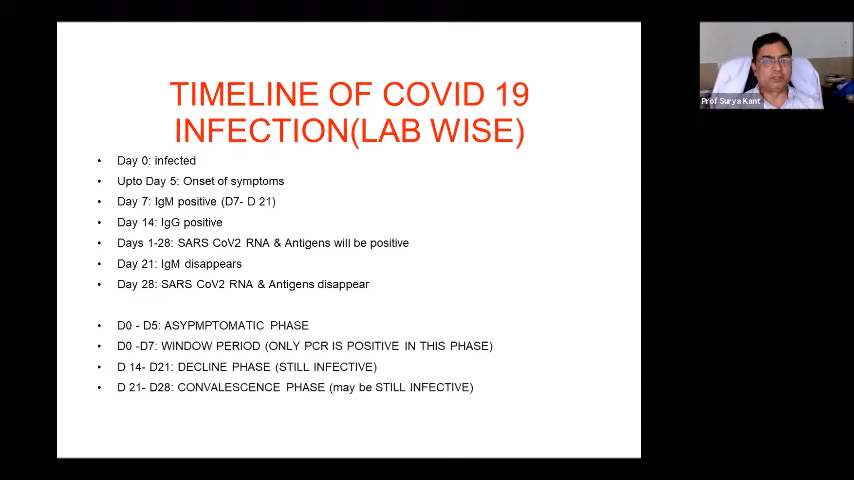 TIMELINE OF COVID 19
INFECTION(LAB WISE)
• Day 0: infected
• Upto Day 5: Onset of symptoms
• Day 7: IgM positive (D7- D 21)
• Day 14: IgG positive
• Days 1-28: SARS CoV2 RNA & Antigens will be positive
• Day 21: IgM disappears
• Day 28: SARS CoV2 RNA & Antigens disappear
• D0 - D5: ASYPMPTOMATIC PHASE
• D0 -D7: WINDOW PERIOD (ONLY PCR IS POSITIVE IN THIS PHASE)
• D 14- D21: DECLINE PHASE (STILL INFECTIVE)
• D 21- D28: CONVALESCENCE PHASE (may be STILL INFECTIVE)
Prof Surya Kant